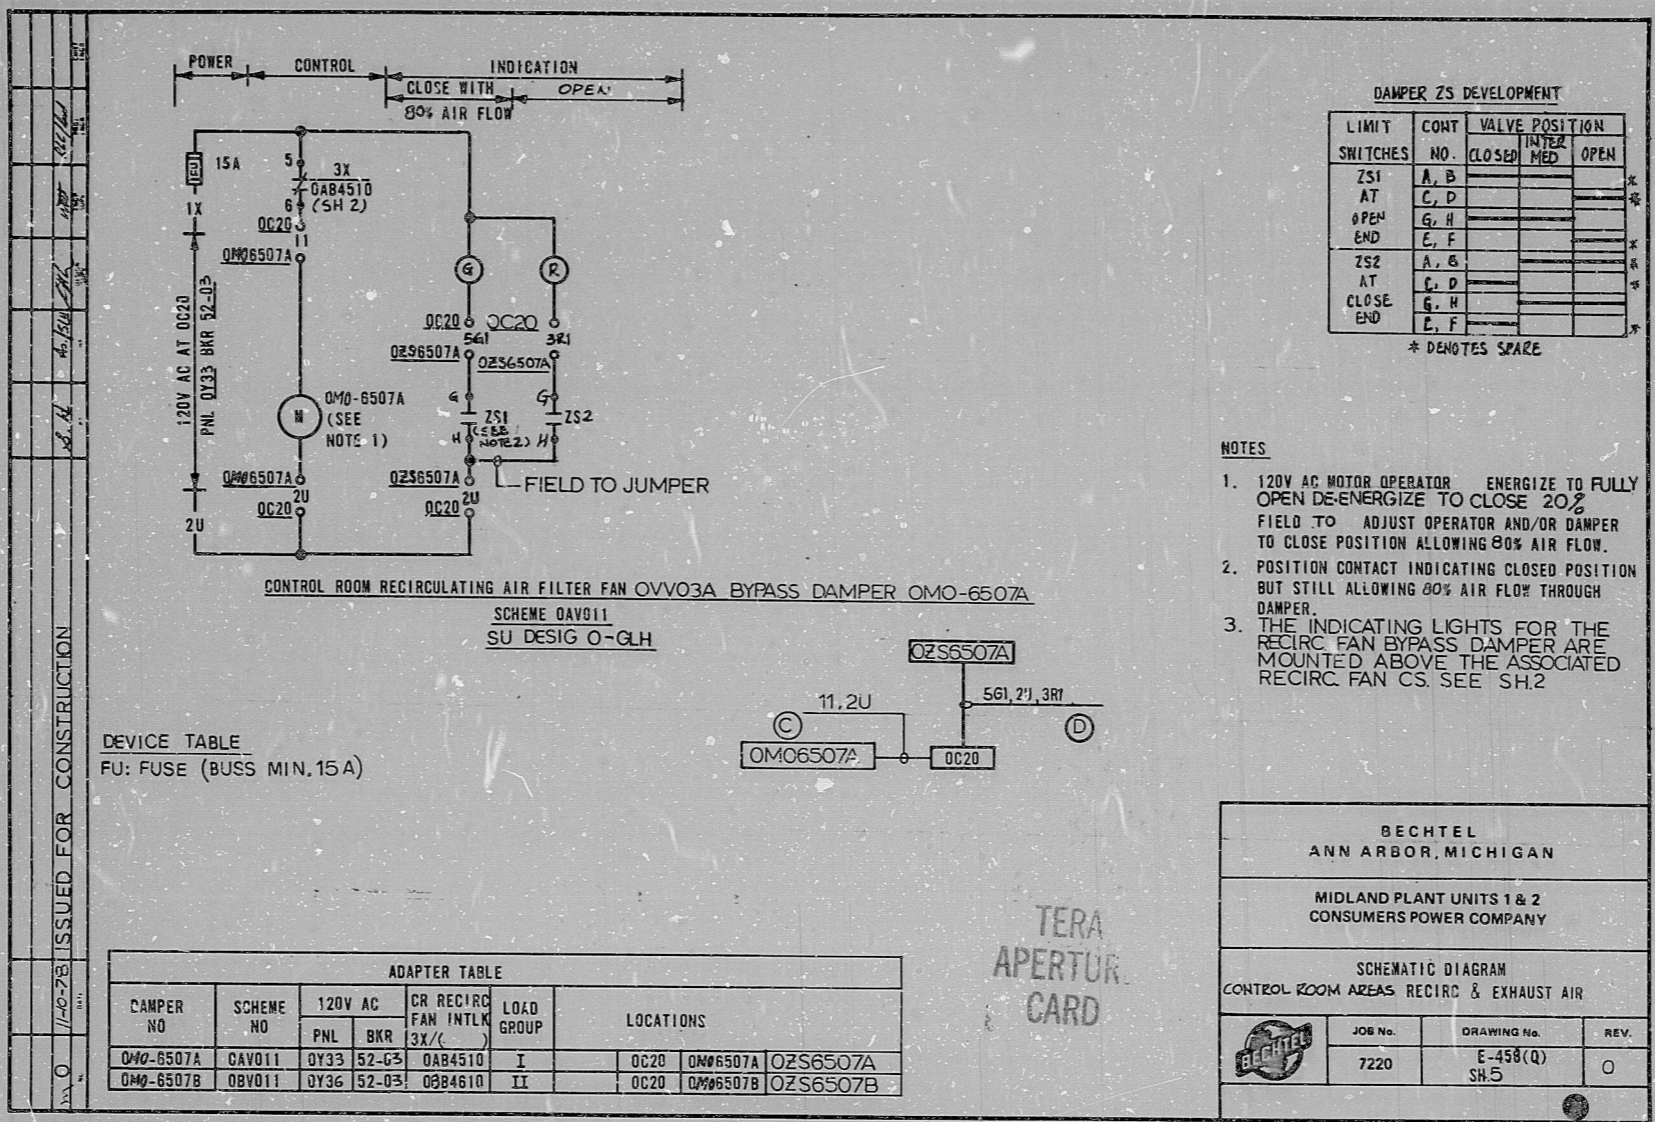 POWER CONTROL INDICATION
CLOSE WITH OPEN
80% AIR FLOW
15A
1X
5
3X
0AB4510
6 (SH 2)
0C20
11
0M06507A
120V AC AT 0C20
PNL 0Y33 BKR 52-03
G R
0C20 0C20
5G1 3R1
0ZS6507A 0ZS6507A
M
0M0-6507A
(SEE
NOTE 1)
G G
ZS1 ZS2
(SEE
NOTE 2)
H H
0M06507A 0ZS6507A
2U 2U
0C20 0C20
2U
FIELD TO JUMPER
CONTROL ROOM RECIRCULATING AIR FILTER FAN 0VV03A BYPASS DAMPER 0M0-6507A
SCHEME 0AV011
SU DESIG 0-GLH
DAMPER ZS DEVELOPMENT
LIMIT SWITCHES CONT NO. VALVE POSITION
CLOSED INTER MED OPEN
ZS1 AT OPEN END
A, B *
C, D *
G, H
E, F *
ZS2 AT CLOSE END
A, B *
C, D *
G, H
E, F *
* DENOTES SPARE
NOTES
1. 120V AC MOTOR OPERATOR ENERGIZE TO FULLY
OPEN DE-ENERGIZE TO CLOSE 20%
FIELD TO ADJUST OPERATOR AND/OR DAMPER
TO CLOSE POSITION ALLOWING 80% AIR FLOW.
2. POSITION CONTACT INDICATING CLOSED POSITION
BUT STILL ALLOWING 80% AIR FLOW THROUGH
DAMPER.
3. THE INDICATING LIGHTS FOR THE
RECIRC FAN BYPASS DAMPER ARE
MOUNTED ABOVE THE ASSOCIATED
RECIRC FAN CS. SEE SH.2
0ZS6507A
5G1, 2U, 3R1
D
11, 2U
C
0M06507A
0C20
DEVICE TABLE
FU: FUSE (BUSS MIN. 15A)
ADAPTER TABLE
DAMPER NO SCHEME NO 120V AC CR RECIRC FAN INTLK 3X/( ) LOAD GROUP LOCATIONS
PNL BKR
0M0-6507A 0AV011 0Y33 52-03 0AB4510 I 0C20 0M06507A 0ZS6507A
0M0-6507B 0BV011 0Y36 52-03 0BB4610 II 0C20 0M06507B 0ZS6507B
TERA
APERTUR
CARD
BECHTEL
ANN ARBOR, MICHIGAN
MIDLAND PLANT UNITS 1 & 2
CONSUMERS POWER COMPANY
SCHEMATIC DIAGRAM
CONTROL ROOM AREAS RECIRC & EXHAUST AIR
BECHTEL
JOB No. DRAWING No. REV.
7220 E-458(Q) 0
SH.5
0 11-10-78 ISSUED FOR CONSTRUCTION